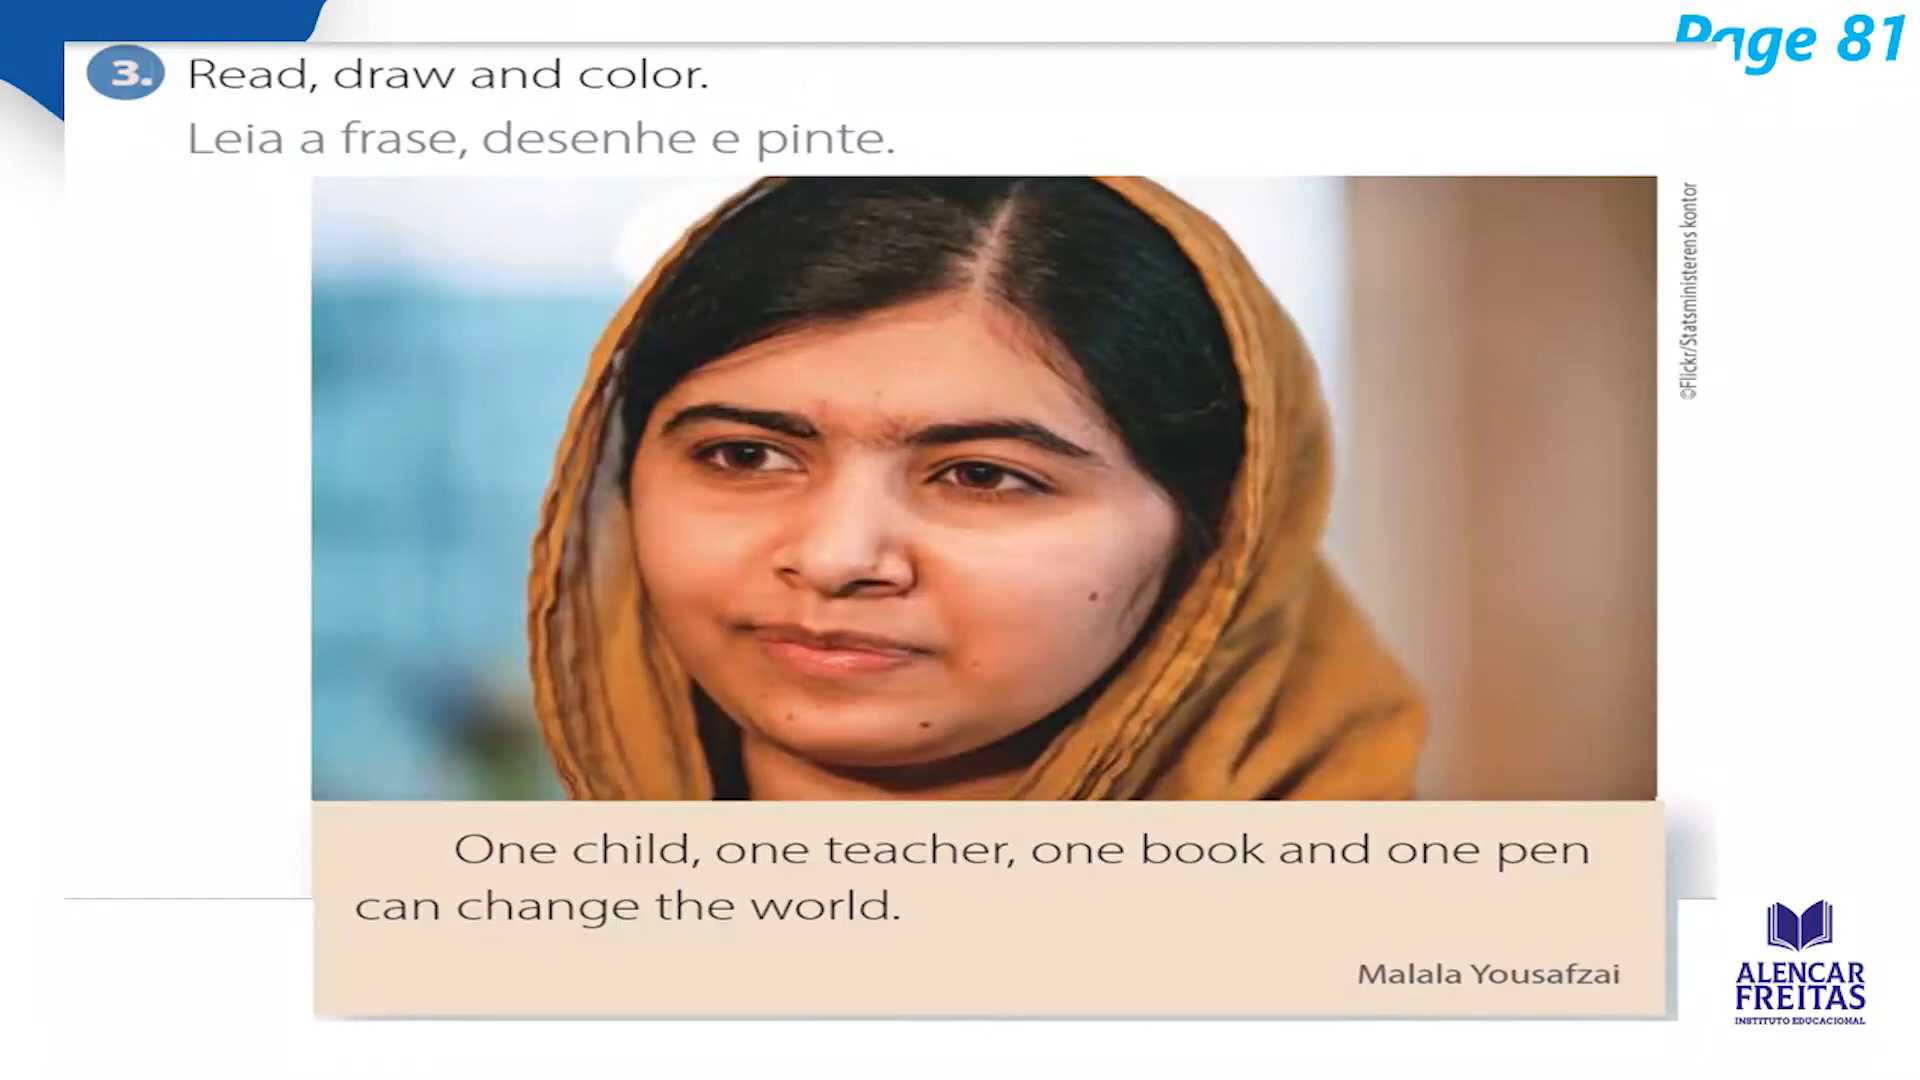 Page 81
3. Read, draw and color.
Leia a frase, desenhe e pinte.
©Flickr/Statsministerens kontor
One child, one teacher, one book and one pen
can change the world.
Malala Yousafzai
ALENCAR
FREITAS
INSTITUTO EDUCACIONAL